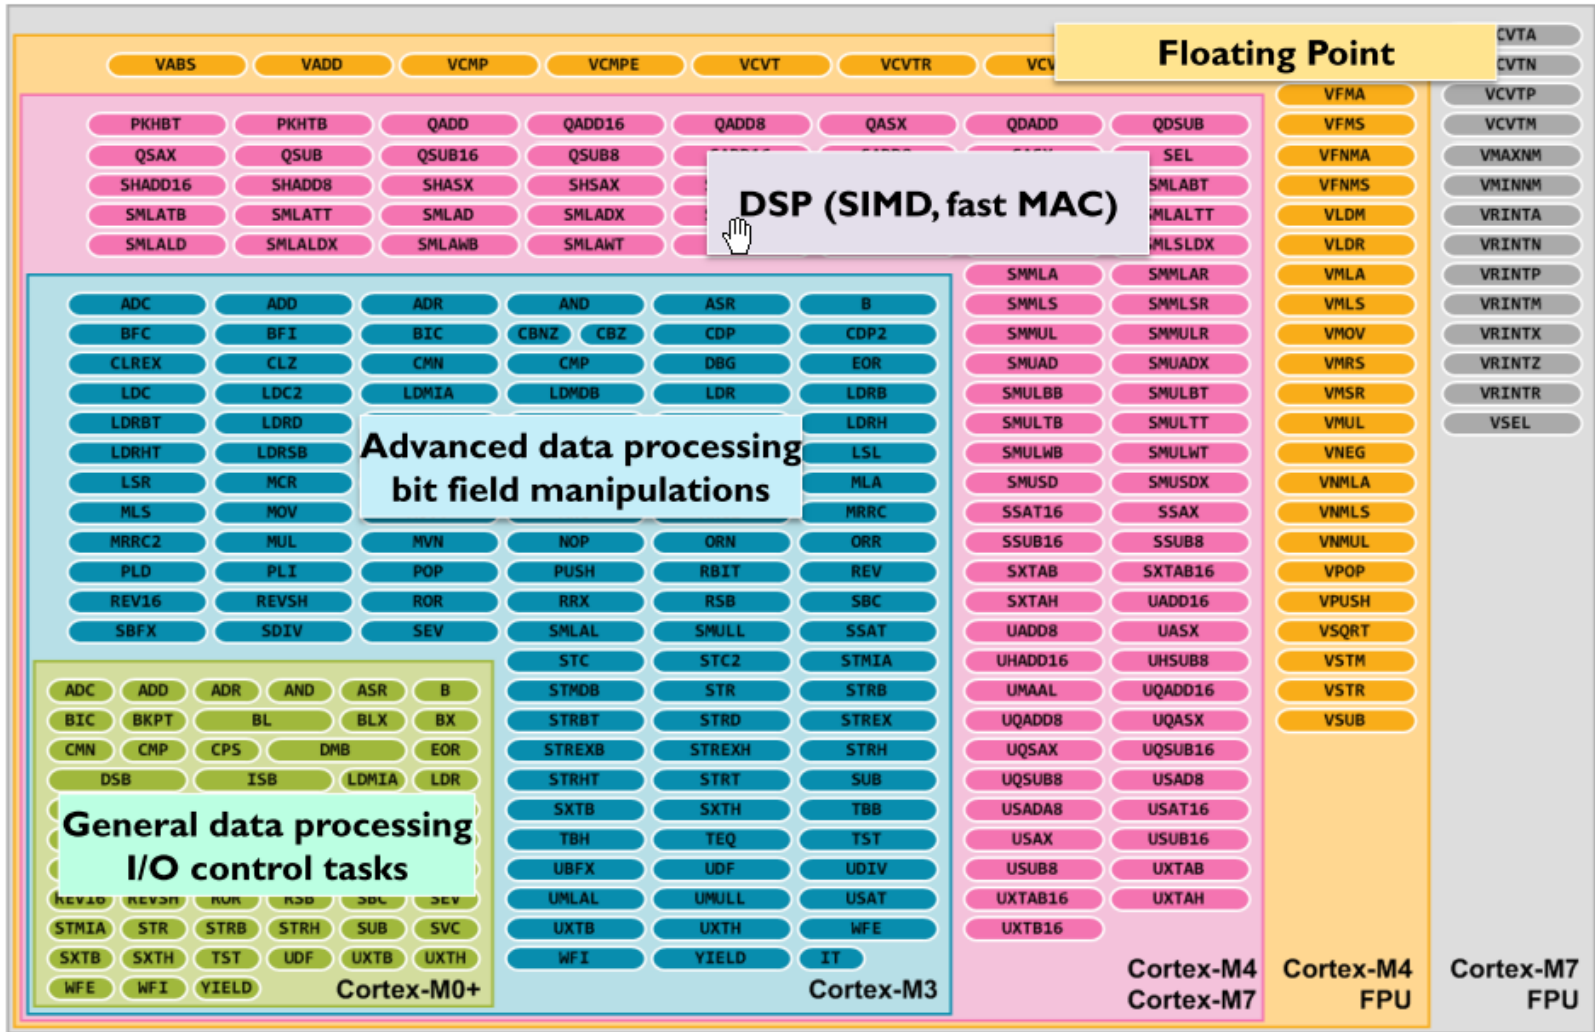 CVTA
VABS VADD VCMP VCMPE VCVT VCVTR Floating Point CVTN
VFMA VCVTP
PKHBT PKHTB QADD QADD16 QADD8 QASX QDADD QDSUB VFMS VCVTM
QSAX QSUB QSUB16 QSUB8 SEL VFNMA VMAXNM
SHADD16 SHADD8 SHASX SHSAX SMLABT VFNMS VMINNM
DSP (SIMD, fast MAC)
SMLATB SMLATT SMLAD SMLADX MLALTT VLDM VRINTA
SMLALD SMLALDX SMLAWB SMLAWT MLSLDX VLDR VRINTN
SMMLA SMMLAR VMLA VRINTP
ADC ADD ADR AND ASR B SMMLS SMMLSR VMLS VRINTM
BFC BFI BIC CBNZ CBZ CDP CDP2 SMMUL SMMULR VMOV VRINTX
CLREX CLZ CMN CMP DBG EOR SMUAD SMUADX VMRS VRINTZ
LDC LDC2 LDMIA LDMDB LDR LDRB SMULBB SMULBT VMSR VRINTR
LDRBT LDRD LDRH SMULTB SMULTT VMUL VSEL
Advanced data processing
LDRHT LDRSB LSL SMULWB SMULWT VNEG
bit field manipulations
LSR MCR MLA SMUSD SMUSDX VNMLA
MLS MOV MRRC SSAT16 SSAX VNMLS
MRRC2 MUL MVN NOP ORN ORR SSUB16 SSUB8 VNMUL
PLD PLI POP PUSH RBIT REV SXTAB SXTAB16 VPOP
REV16 REVSH ROR RRX RSB SBC SXTAH UADD16 VPUSH
SBFX SDIV SEV SMLAL SMULL SSAT UADD8 UASX VSQRT
STC STC2 STMIA UHADD16 UHSUB8 VSTM
ADC ADD ADR AND ASR B STMDB STR STRB UMAAL UQADD16 VSTR
BIC BKPT BL BLX BX STRBT STRD STREX UQADD8 UQASX VSUB
CMN CMP CPS DMB EOR STREXB STREXH STRH UQSAX UQSUB16
DSB ISB LDMIA LDR STRHT STRT SUB UQSUB8 USAD8
SXTB SXTH TBB USADA8 USAT16
General data processing
TBH TEQ TST USAX USUB16
I/O control tasks
UBFX UDF UDIV USUB8 UXTAB
REV16 REVSH ROR RSB SBC SEV UMLAL UMULL USAT UXTAB16 UXTAH
STMIA STR STRB STRH SUB SVC UXTB UXTH WFE UXTB16
SXTB SXTH TST UDF UXTB UXTH WFI YIELD IT
WFE WFI YIELD Cortex-M0+ Cortex-M3 Cortex-M4 Cortex-M4 Cortex-M7
Cortex-M7 FPU FPU